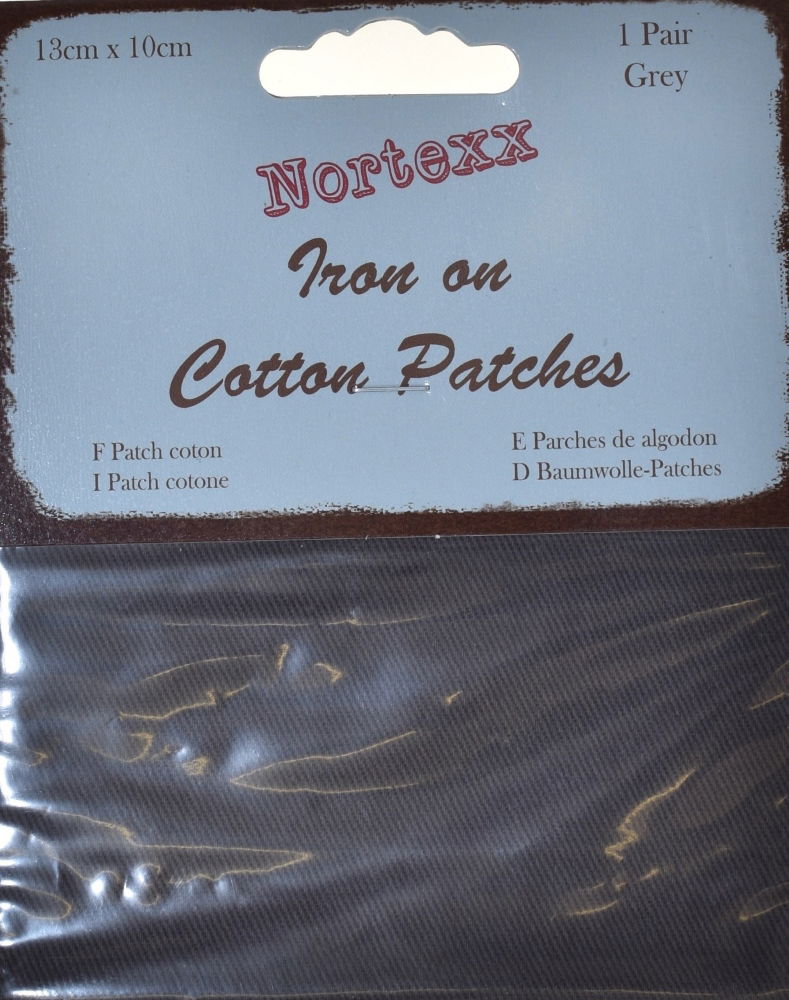 13cm x 10cm
1 Pair
Grey
Nortexx
Iron on
Cotton Patches
F Patch coton
I Patch cotone
E Parches de algodon
D Baumwolle-Patches